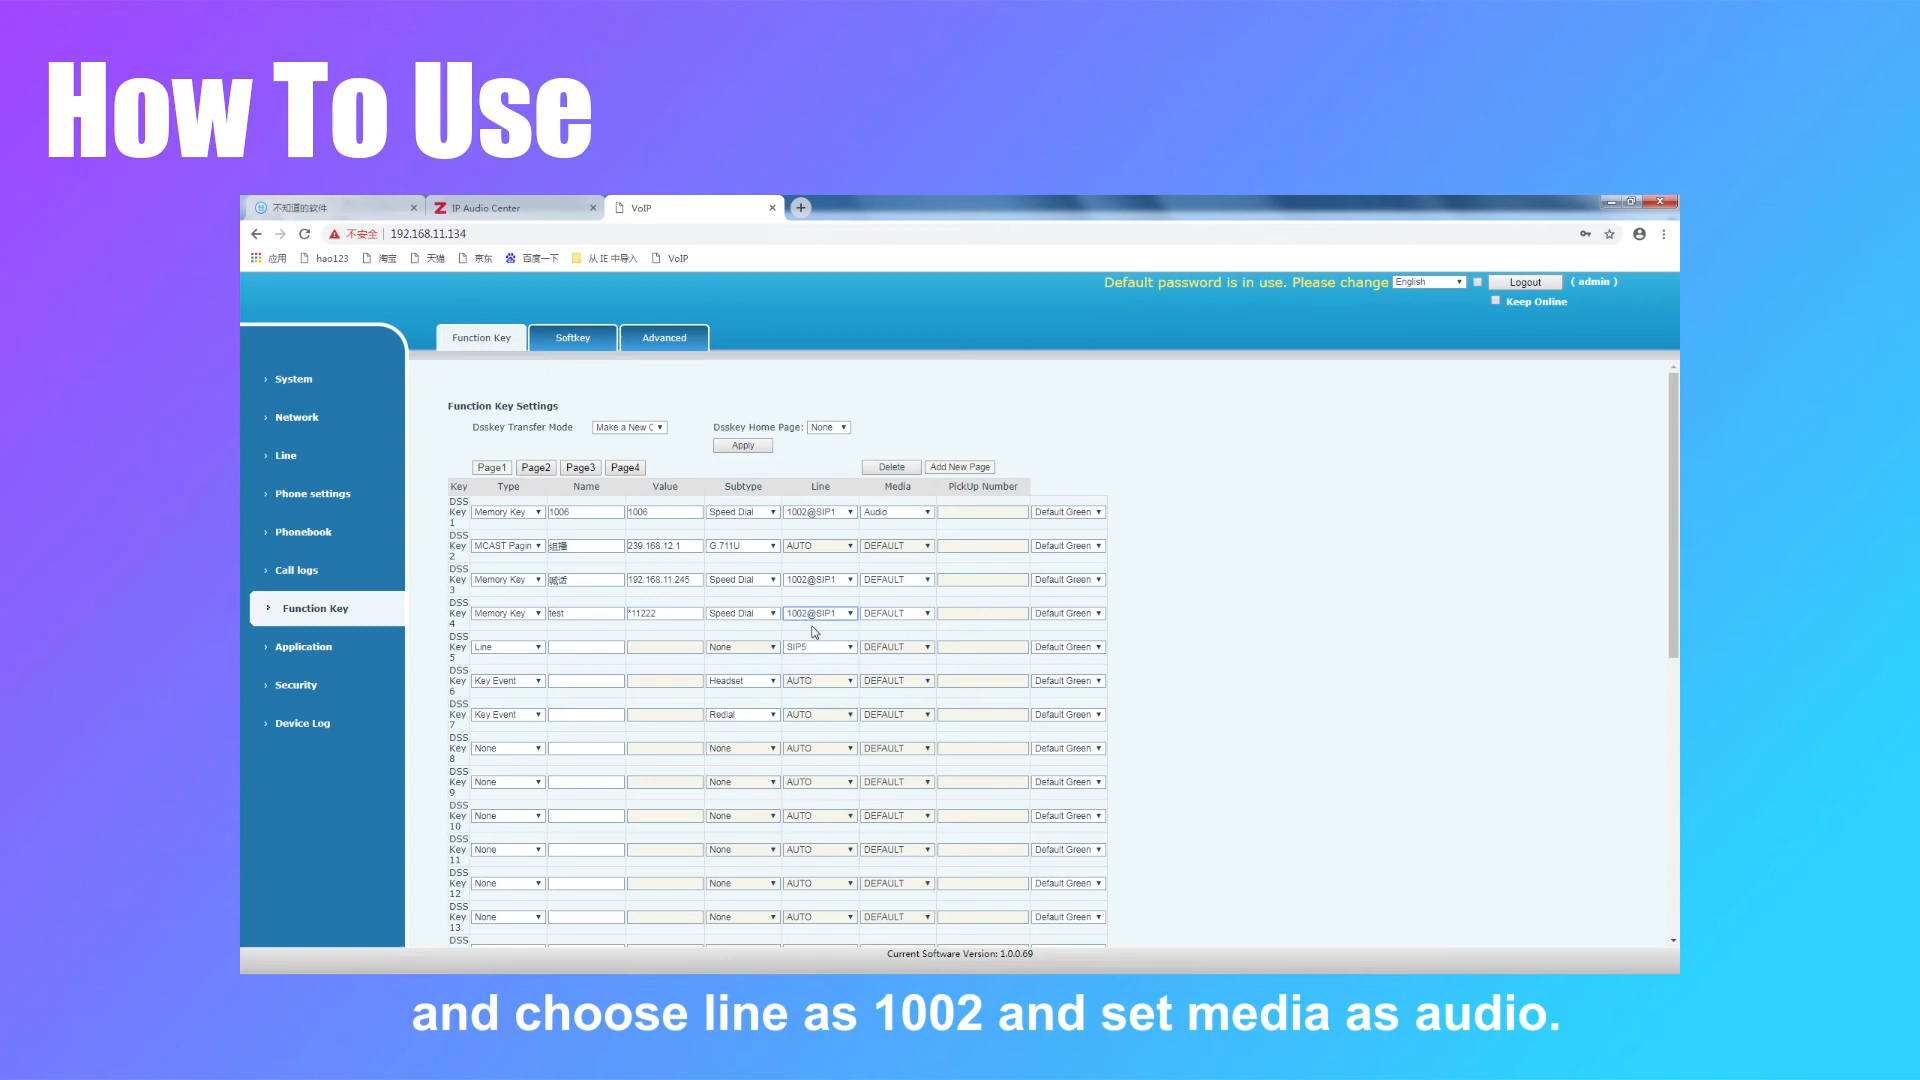 How To Use
不知道的软件
IP Audio Center
VoIP
不安全 192.168.11.134
应用 hao123 淘宝 天猫 京东 百度一下 从 IE 中导入 VoIP
Default password is in use. Please change English Logout ( admin )
Keep Online
Function Key Softkey Advanced
System
Network
Line
Phone settings
Phonebook
Call logs
Function Key
Application
Security
Device Log
Function Key Settings
Dsskey Transfer Mode Make a New C Dsskey Home Page: None
Apply
Page1 Page2 Page3 Page4 Delete Add New Page
Key Type Name Value Subtype Line Media PickUp Number
DSS Key 1 Memory Key 1006 1006 Speed Dial 1002@SIP1 Audio Default Green
DSS Key 2 MCAST Pagin 组播 239.168.12.1 G.711U AUTO DEFAULT Default Green
DSS Key 3 Memory Key 喊话 192.168.11.245 Speed Dial 1002@SIP1 DEFAULT Default Green
DSS Key 4 Memory Key test *11222 Speed Dial 1002@SIP1 DEFAULT Default Green
DSS Key 5 Line None SIP5 DEFAULT Default Green
DSS Key 6 Key Event Headset AUTO DEFAULT Default Green
DSS Key 7 Key Event Redial AUTO DEFAULT Default Green
DSS Key 8 None None AUTO DEFAULT Default Green
DSS Key 9 None None AUTO DEFAULT Default Green
DSS Key 10 None None AUTO DEFAULT Default Green
DSS Key 11 None None AUTO DEFAULT Default Green
DSS Key 12 None None AUTO DEFAULT Default Green
DSS Key 13 None None AUTO DEFAULT Default Green
DSS
Current Software Version: 1.0.0.69
and choose line as 1002 and set media as audio.